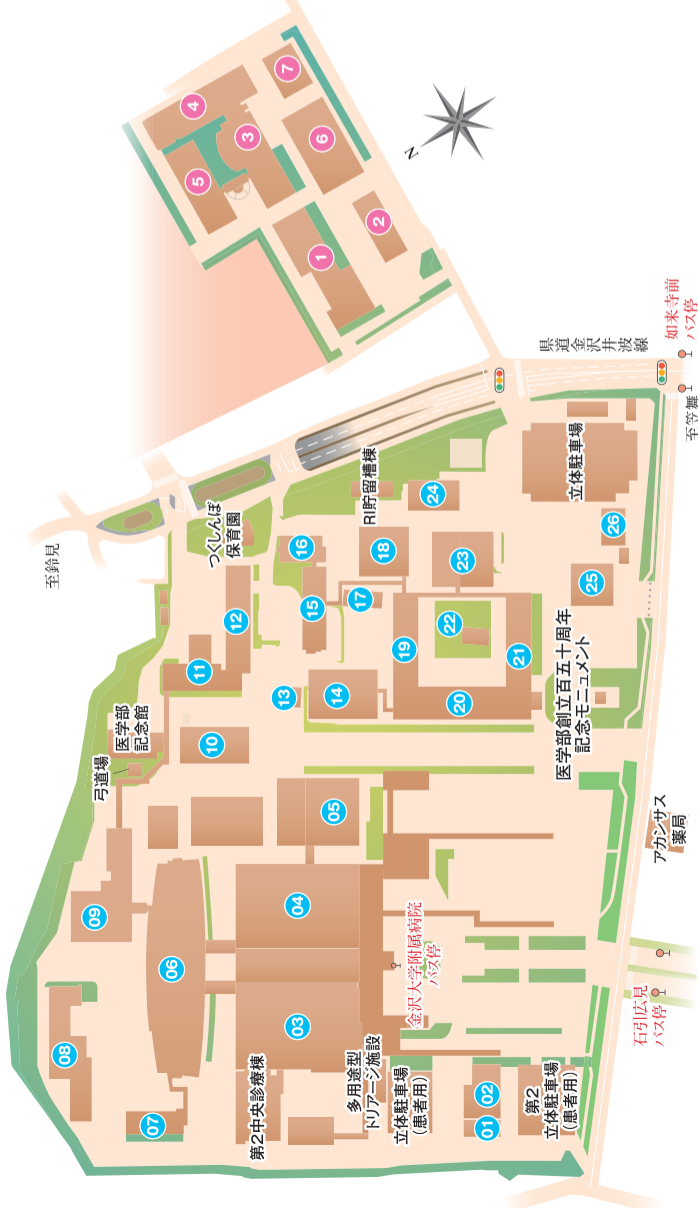 4
3
7
5
6
1
2
N
県道金沢井波線
如来寺前
バス停
至笠舞
至鈴見
つくしんぼ
保育園
RI貯留槽棟
立体駐車場
16
18
24
12
15
17
23
26
25
11
19
22
21
13
14
20
医学部
記念館
弓道場
10
医学部創立百五十周年
記念モニュメント
05
アカンサス
薬局
09
04
06
金沢大学附属病院
バス停
石引広見
バス停
03
08
07
第2中央診療棟
多用途型
トリアージ施設
立体駐車場
（患者用）
01
02
第2
立体駐車場
（患者用）